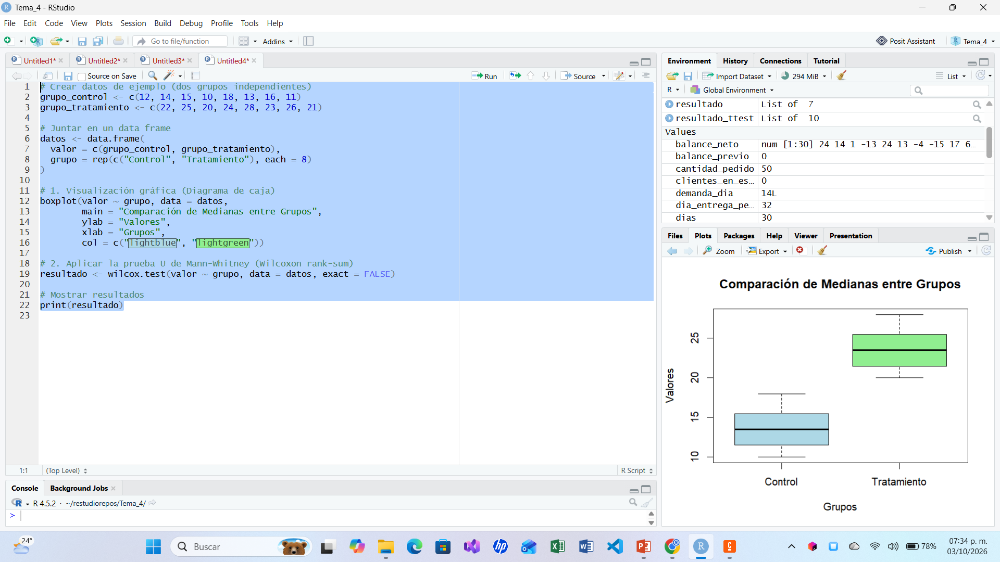 Tema_4 - RStudio
File Edit Code View Plots Session Build Debug Profile Tools Help
Go to file/function Addins Posit Assistant Tema_4
Untitled1* Untitled2* Untitled3* Untitled4*
Source on Save Run Source
1 # Crear datos de ejemplo (dos grupos independientes)
2 grupo_control <- c(12, 14, 15, 10, 18, 13, 16, 11)
3 grupo_tratamiento <- c(22, 25, 20, 24, 28, 23, 26, 21)
4
5 # Juntar en un data frame
6 datos <- data.frame(
7   valor = c(grupo_control, grupo_tratamiento),
8   grupo = rep(c("Control", "Tratamiento"), each = 8)
9 )
10
11 # 1. Visualización gráfica (Diagrama de caja)
12 boxplot(valor ~ grupo, data = datos,
13         main = "Comparación de Medianas entre Grupos",
14         ylab = "Valores",
15         xlab = "Grupos",
16         col = c("lightblue", "lightgreen"))
17
18 # 2. Aplicar la prueba U de Mann-Whitney (Wilcoxon rank-sum)
19 resultado <- wilcox.test(valor ~ grupo, data = datos, exact = FALSE)
20
21 # Mostrar resultados
22 print(resultado)
23
1:1 (Top Level) R Script
Console Background Jobs
R 4.5.2 · ~/restudiorepos/Tema_4/
>
Environment History Connections Tutorial
Import Dataset 294 MiB List
R Global Environment
resultado List of 7
resultado_ttest List of 10
Values
balance_neto num [1:30] 24 14 1 -13 24 13 -4 -15 17 6…
balance_previo 0
cantidad_pedido 50
clientes_en_es… 0
demanda_dia 14L
dia_entrega_pe… 32
dias 30
Files Plots Packages Help Viewer Presentation
Zoom Export Publish
Comparación de Medianas entre Grupos
Valores
25
20
15
10
Control Tratamiento
Grupos
24° Buscar 78% 07:34 p. m.
03/10/2026